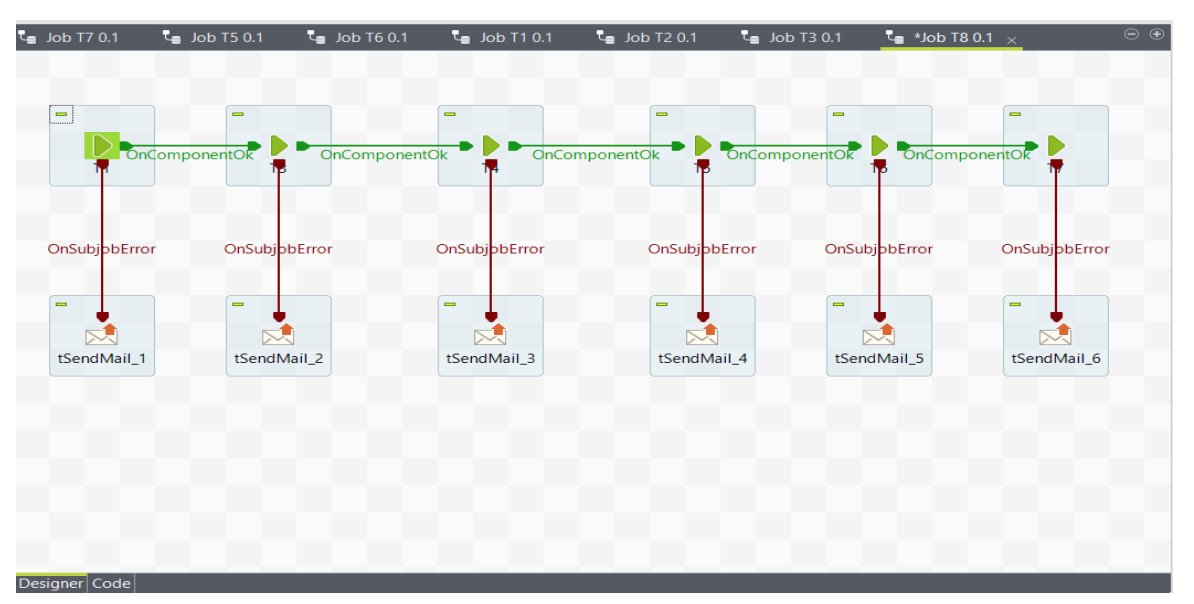 Job T7 0.1 Job T5 0.1 Job T6 0.1 Job T1 0.1 Job T2 0.1 Job T3 0.1 *Job T8 0.1
OnComponentOk OnComponentOk OnComponentOk OnComponentOk OnComponentOk
T1 T3 T4 T5 T6 T7
OnSubjobError OnSubjobError OnSubjobError OnSubjobError OnSubjobError OnSubjobError
tSendMail_1 tSendMail_2 tSendMail_3 tSendMail_4 tSendMail_5 tSendMail_6
Designer Code